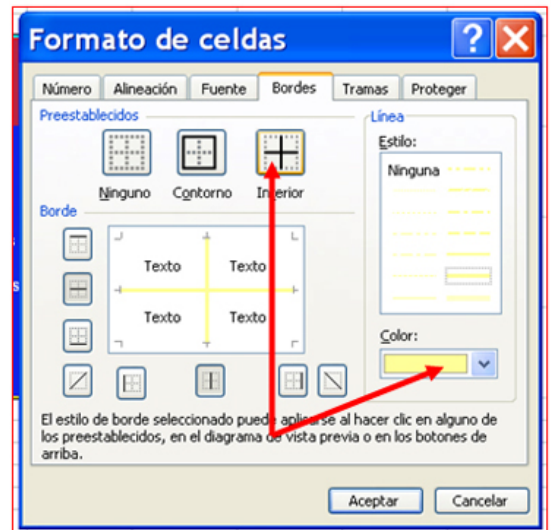 Formato de celdas
Número Alineación Fuente Bordes Tramas Proteger
Preestablecidos
Ninguno Contorno Interior
Línea
Estilo:
Ninguna
Borde
Texto Texto
Texto Texto
Color:
El estilo de borde seleccionado puede aplicarse al hacer clic en alguno de
los preestablecidos, en el diagrama de vista previa o en los botones de
arriba.
Aceptar Cancelar